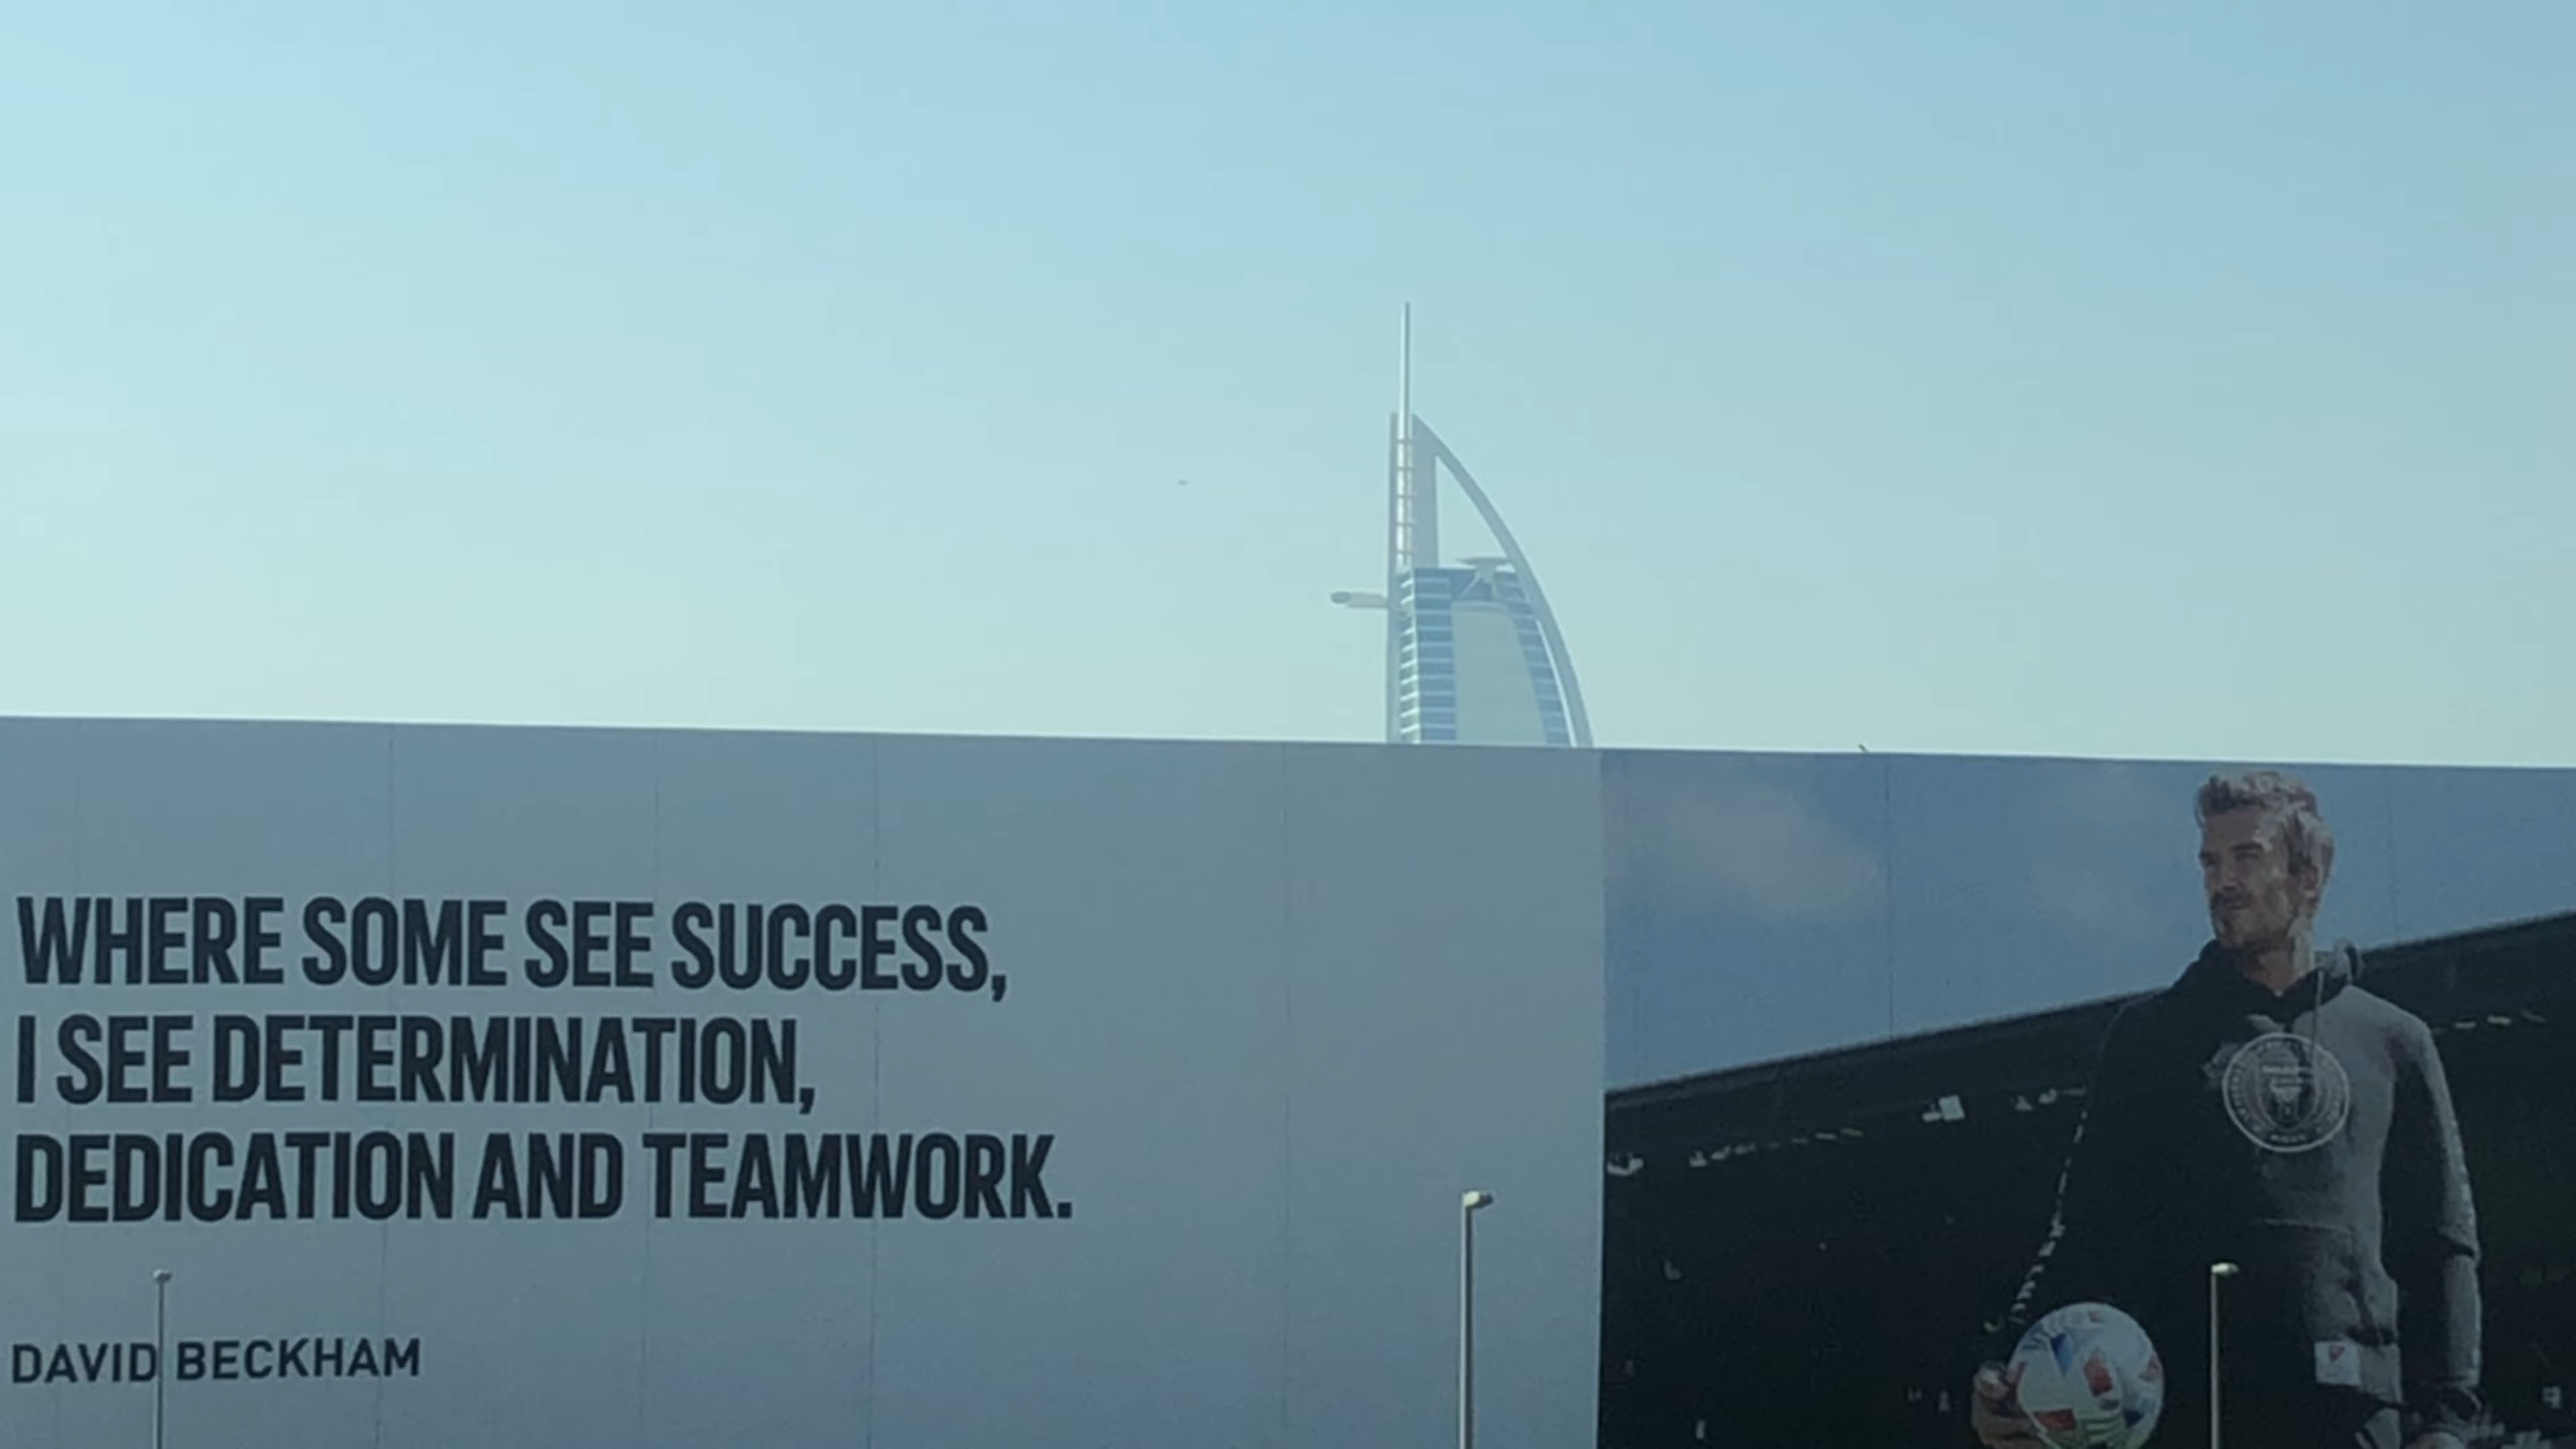 WHERE SOME SEE SUCCESS,
I SEE DETERMINATION,
DEDICATION AND TEAMWORK.
DAVID BECKHAM